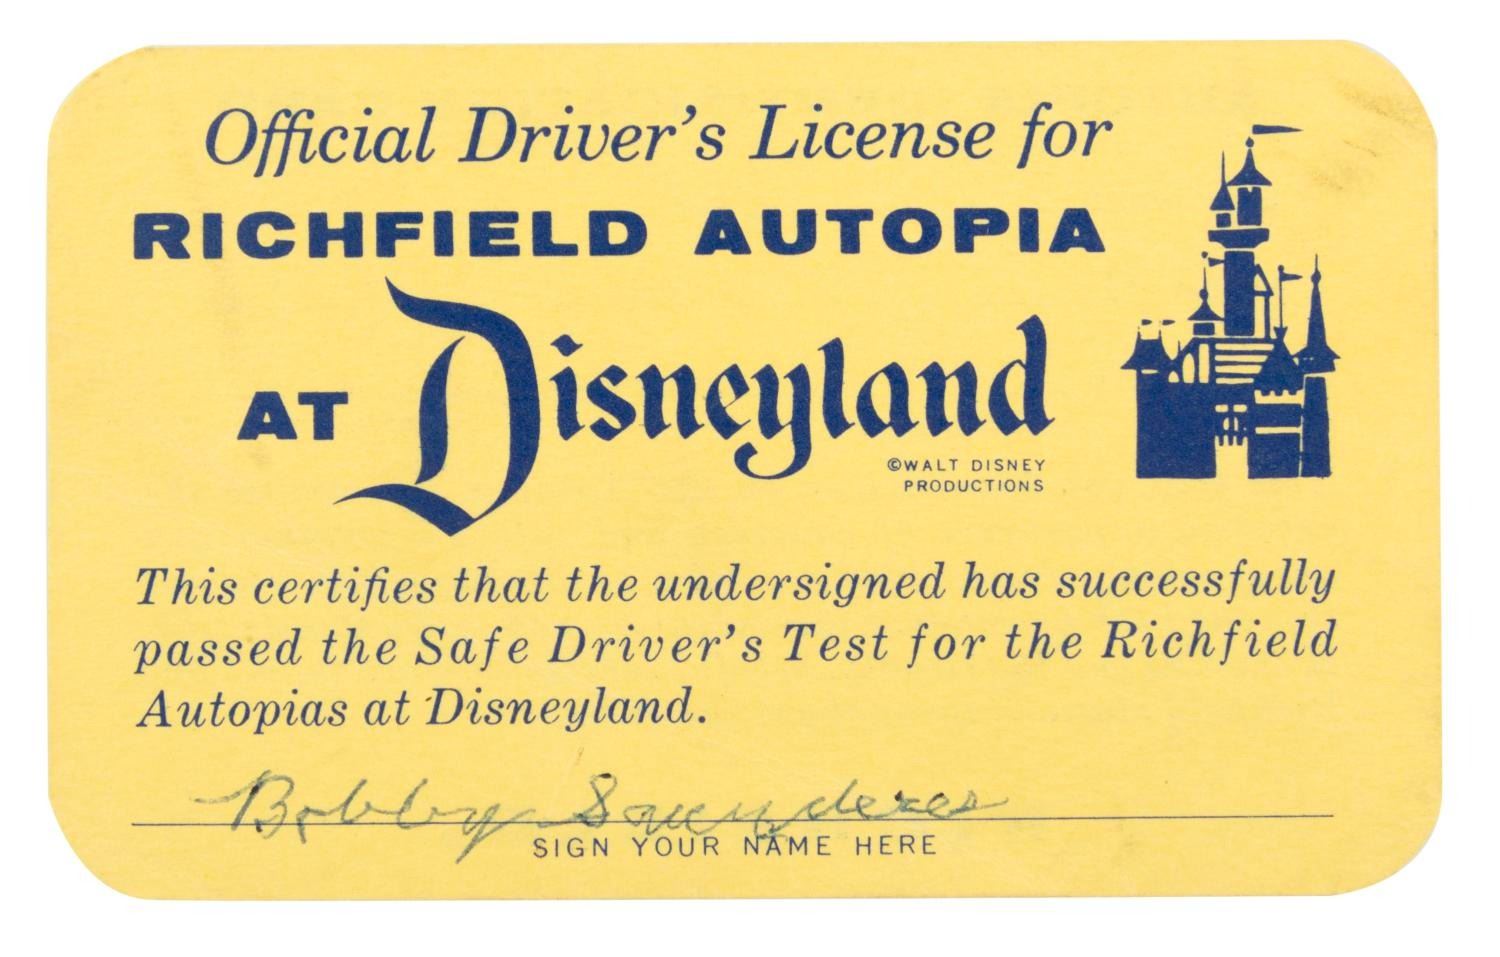 Official Driver's License for
RICHFIELD AUTOPIA
AT Disneyland
©WALT DISNEY
PRODUCTIONS
This certifies that the undersigned has successfully
passed the Safe Driver's Test for the Richfield
Autopias at Disneyland.
Bobby Saunders
SIGN YOUR NAME HERE